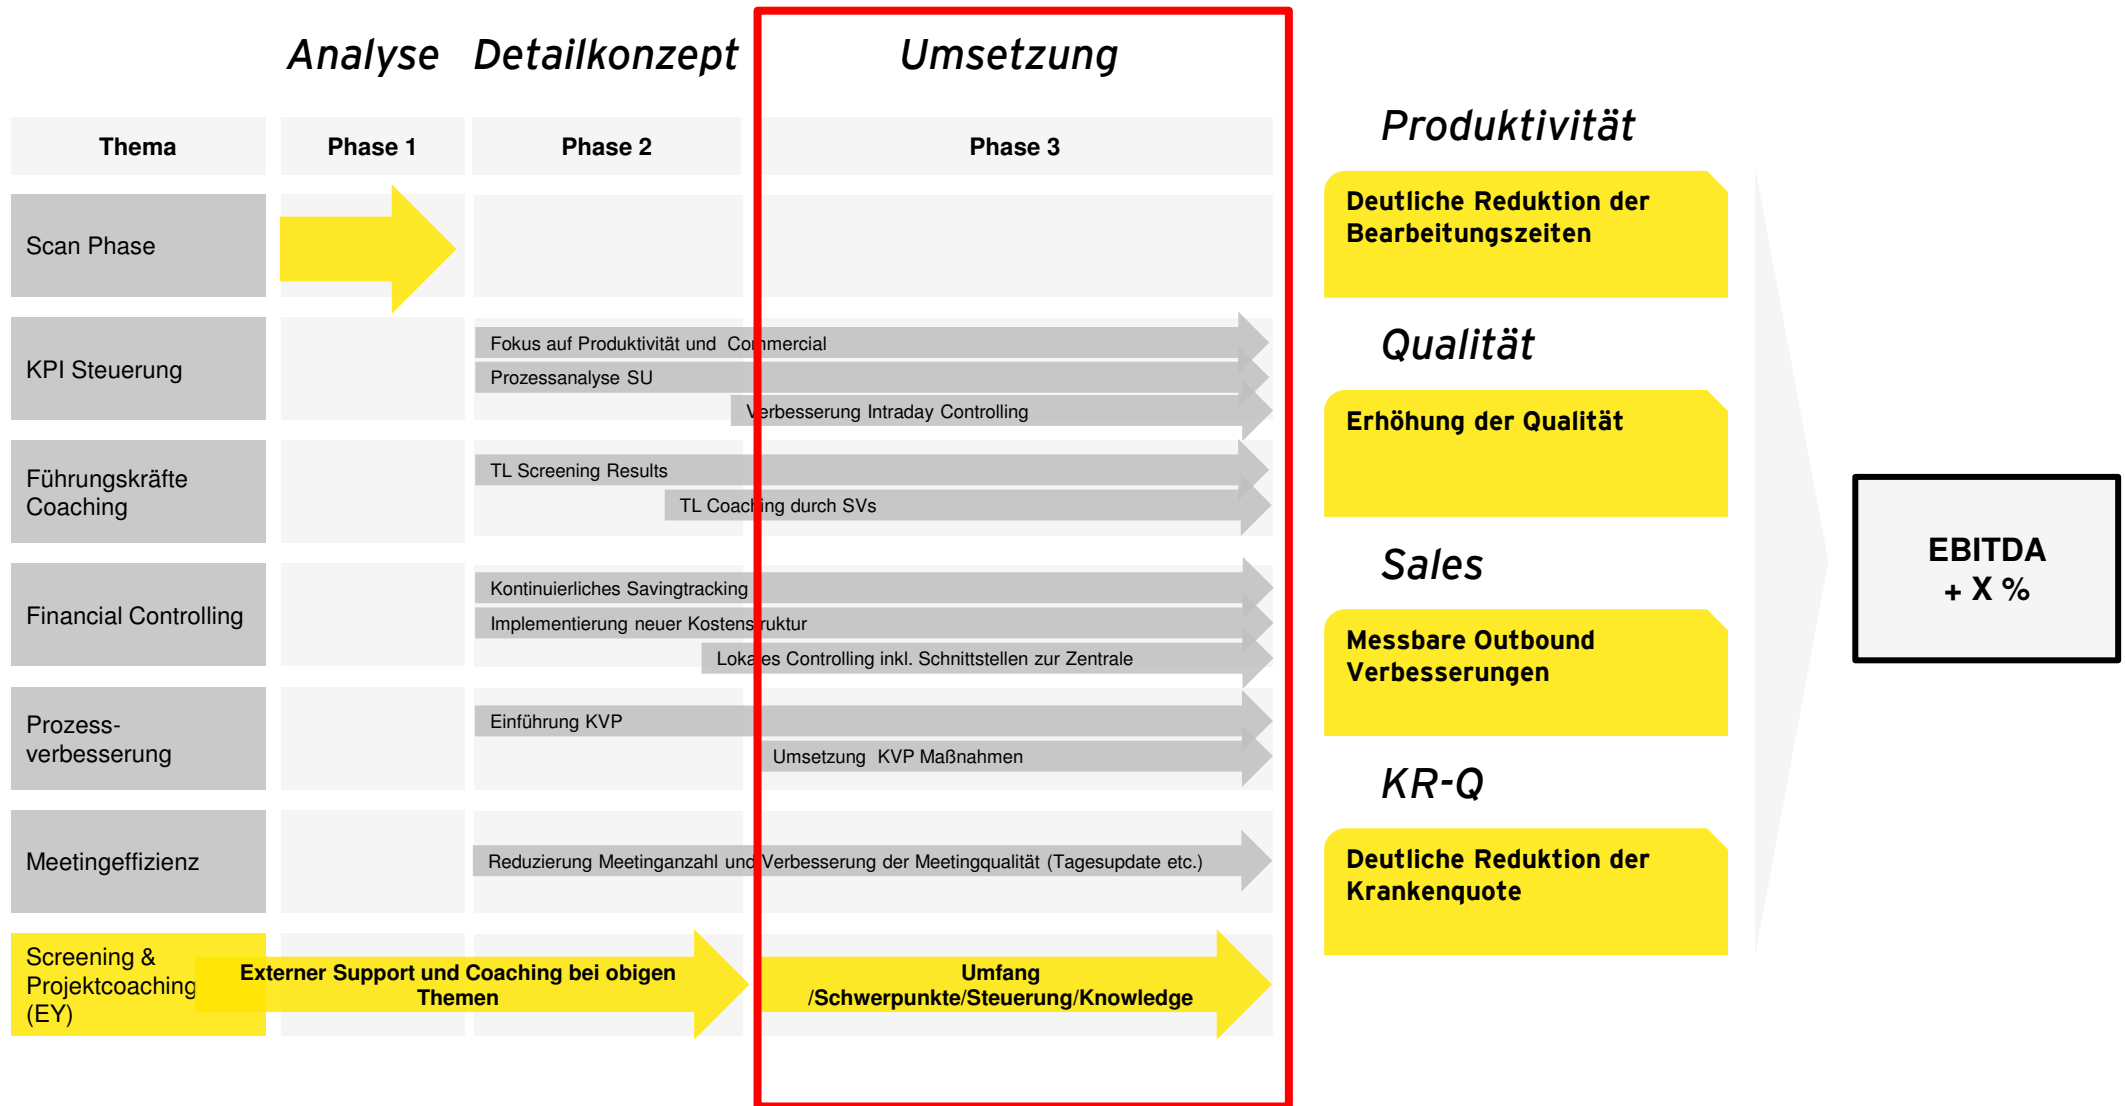 Analyse Detailkonzept Umsetzung
Thema Phase 1 Phase 2 Phase 3
Scan Phase
KPI Steuerung
Fokus auf Produktivität und  Commercial
Prozessanalyse SU
Verbesserung Intraday Controlling
Führungskräfte
Coaching
TL Screening Results
TL Coaching durch SVs
Financial Controlling
Kontinuierliches Savingtracking
Implementierung neuer Kostenstruktur
Lokales Controlling inkl. Schnittstellen zur Zentrale
Prozess-
verbesserung
Einführung KVP
Umsetzung  KVP Maßnahmen
Meetingeffizienz
Reduzierung Meetinganzahl und Verbesserung der Meetingqualität (Tagesupdate etc.)
Screening &
Projektcoaching
(EY)
Externer Support und Coaching bei obigen
Themen
Umfang
/Schwerpunkte/Steuerung/Knowledge
Produktivität
Deutliche Reduktion der
Bearbeitungszeiten
Qualität
Erhöhung der Qualität
Sales
Messbare Outbound
Verbesserungen
KR-Q
Deutliche Reduktion der
Krankenquote
EBITDA
+ X %